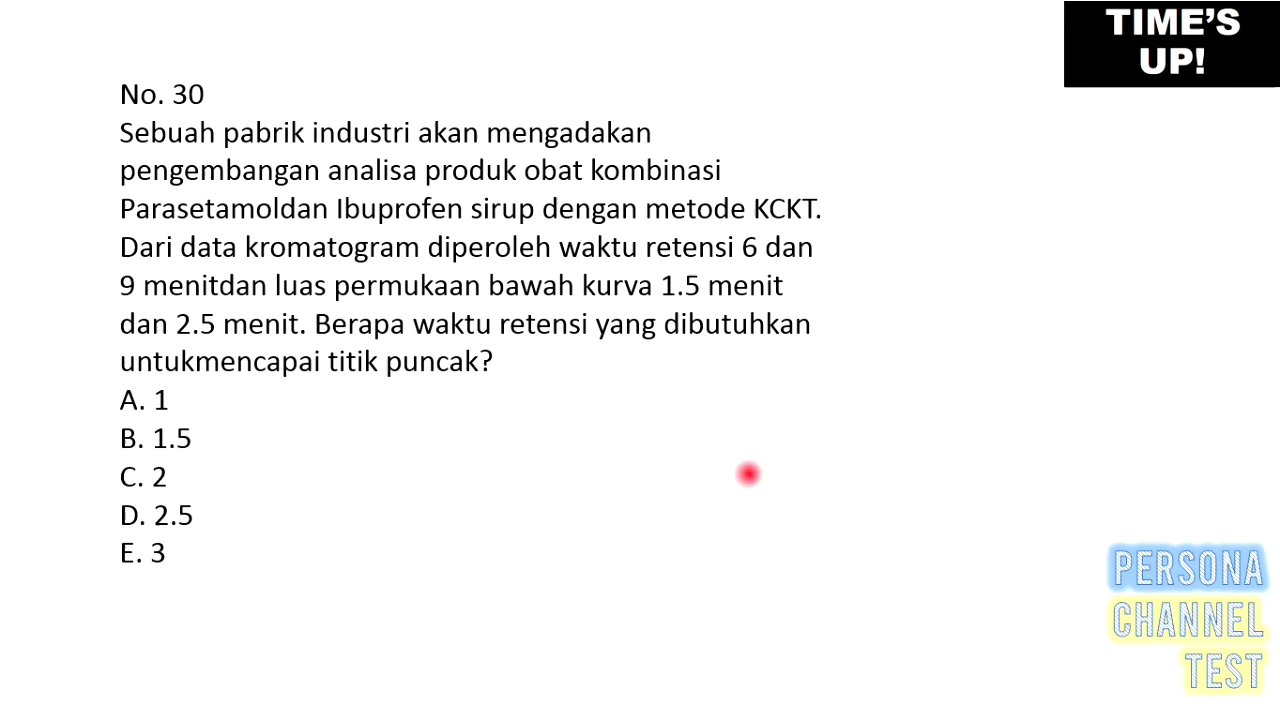 TIME'S
UP!
No. 30
Sebuah pabrik industri akan mengadakan
pengembangan analisa produk obat kombinasi
Parasetamoldan Ibuprofen sirup dengan metode KCKT.
Dari data kromatogram diperoleh waktu retensi 6 dan
9 menitdan luas permukaan bawah kurva 1.5 menit
dan 2.5 menit. Berapa waktu retensi yang dibutuhkan
untukmencapai titik puncak?
A. 1
B. 1.5
C. 2
D. 2.5
E. 3
PERSONA
CHANNEL
TEST